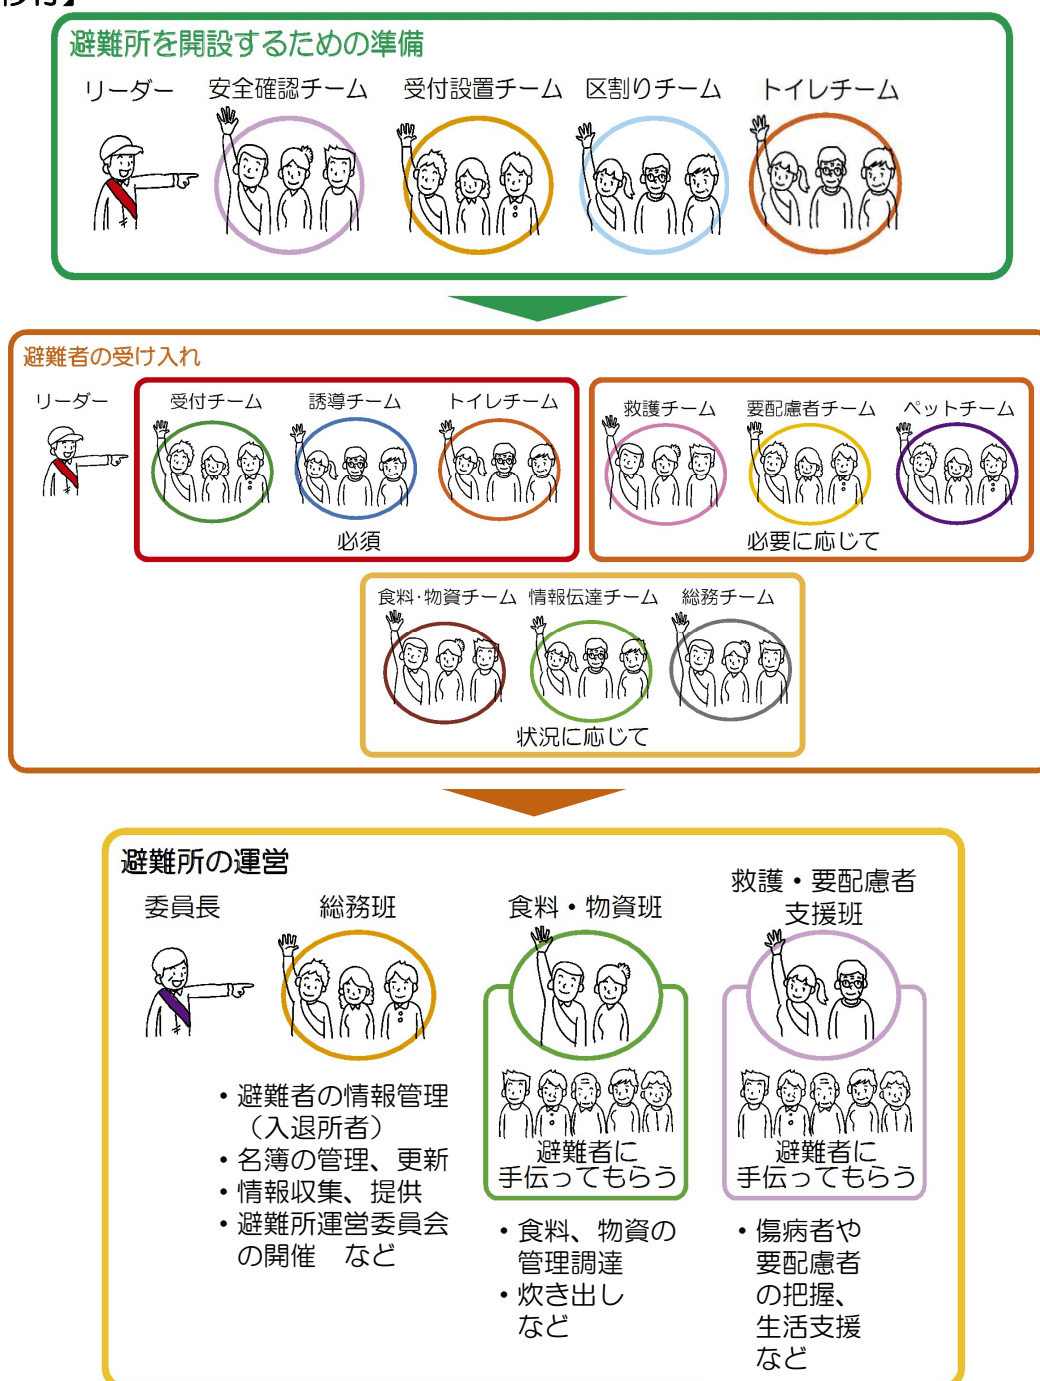 避難所を開設するための準備
リーダー 安全確認チーム 受付設置チーム 区割りチーム トイレチーム
避難者の受け入れ
リーダー
受付チーム 誘導チーム トイレチーム
必須
救護チーム 要配慮者チーム ペットチーム
必要に応じて
食料・物資チーム 情報伝達チーム 総務チーム
状況に応じて
避難所の運営
委員長
総務班
・避難者の情報管理
（入退所者）
・名簿の管理、更新
・情報収集、提供
・避難所運営委員会
の開催　など
食料・物資班
避難者に
手伝ってもらう
・食料、物資の
管理調達
・炊き出し
など
救護・要配慮者
支援班
避難者に
手伝ってもらう
・傷病者や
要配慮者
の把握、
生活支援
など